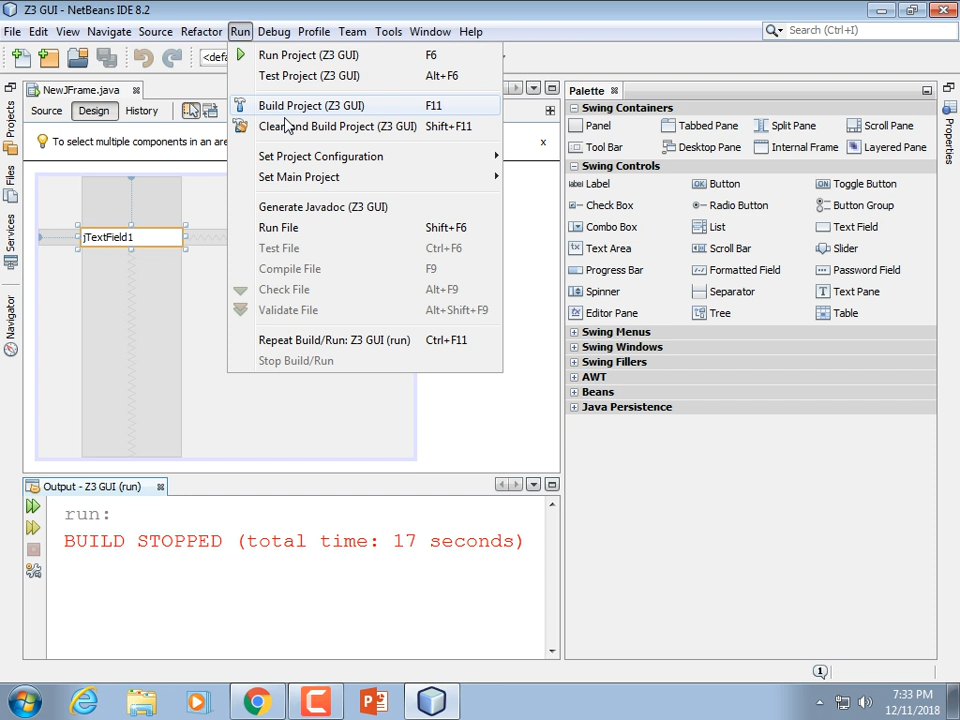 Z3 GUI - NetBeans IDE 8.2
File Edit View Navigate Source Refactor Run Debug Profile Team Tools Window Help
Search (Ctrl+I)
<defa
Run Project (Z3 GUI) F6
Test Project (Z3 GUI) Alt+F6
Build Project (Z3 GUI) F11
Clean and Build Project (Z3 GUI) Shift+F11
Set Project Configuration
Set Main Project
Generate Javadoc (Z3 GUI)
Run File Shift+F6
Test File Ctrl+F6
Compile File F9
Check File Alt+F9
Validate File Alt+Shift+F9
Repeat Build/Run: Z3 GUI (run) Ctrl+F11
Stop Build/Run
NewJFrame.java
Source Design History
To select multiple components in an are
x
jTextField1
Projects
Files
Services
Navigator
Palette
Swing Containers
Panel Tabbed Pane Split Pane Scroll Pane
Tool Bar Desktop Pane Internal Frame Layered Pane
Swing Controls
label Label OK Button ON Toggle Button
Check Box Radio Button Button Group
Combo Box List Text Field
Text Area Scroll Bar Slider
Progress Bar Formatted Field Password Field
Spinner Separator Text Pane
Editor Pane Tree Table
Swing Menus
Swing Windows
Swing Fillers
AWT
Beans
Java Persistence
Properties
Output - Z3 GUI (run)
run:
BUILD STOPPED (total time: 17 seconds)
1
7:33 PM
12/11/2018